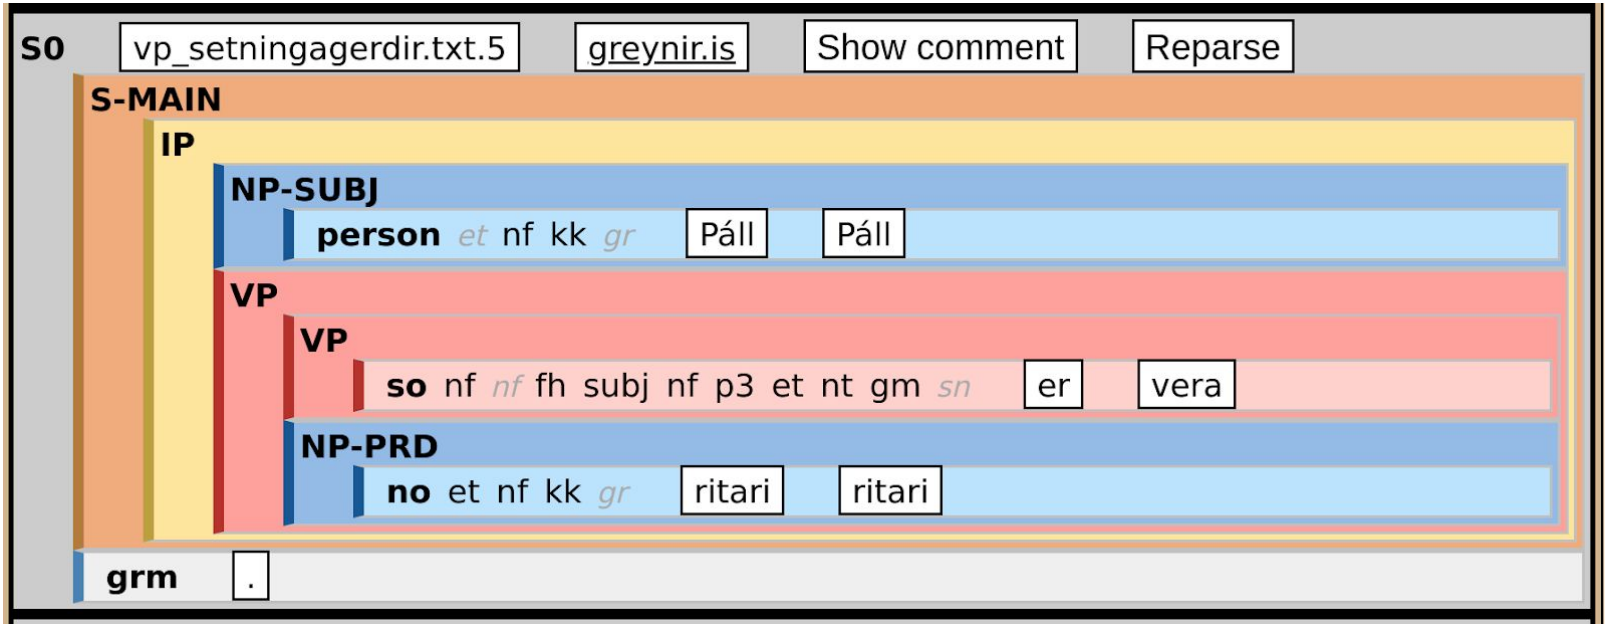 S0 vp_setningagerdir.txt.5 greynir.is Show comment Reparse
S-MAIN
IP
NP-SUBJ
person et nf kk gr Páll Páll
VP
VP
so nf nf fh subj nf p3 et nt gm sn er vera
NP-PRD
no et nf kk gr ritari ritari
grm .